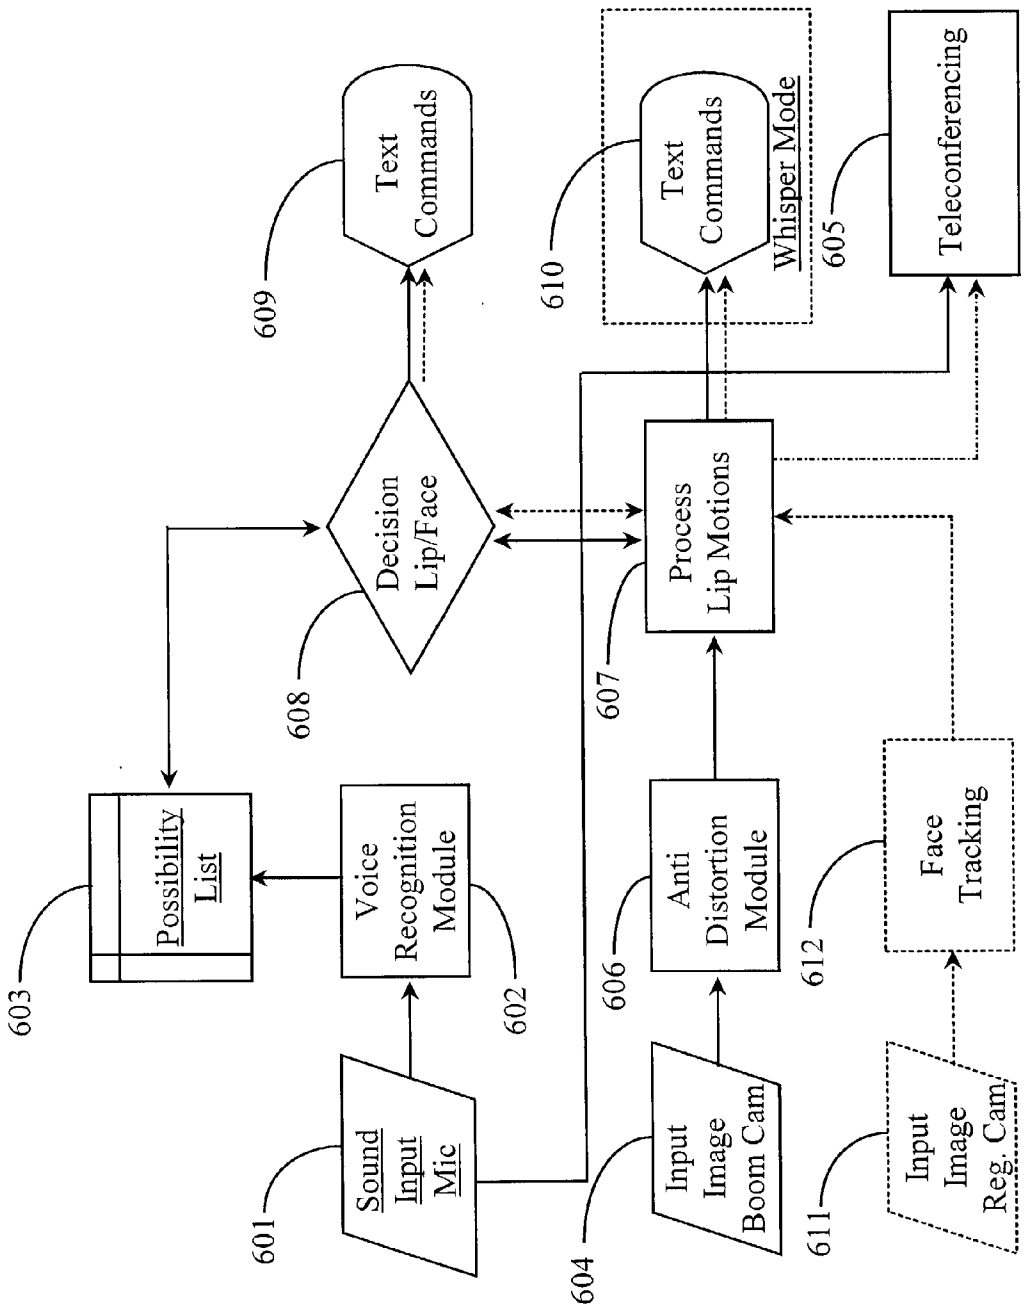 603
Possibility
List
609
Text
Commands
608
Decision
Lip/Face
601
Sound
Input
Mic
602
Voice
Recognition
Module
610
Text
Commands
Whisper Mode
607
Process
Lip Motions
606
Anti
Distortion
Module
604
Input
Image
Boom Cam
605
Teleconferencing
612
Face
Tracking
611
Input
Image
Reg. Cam